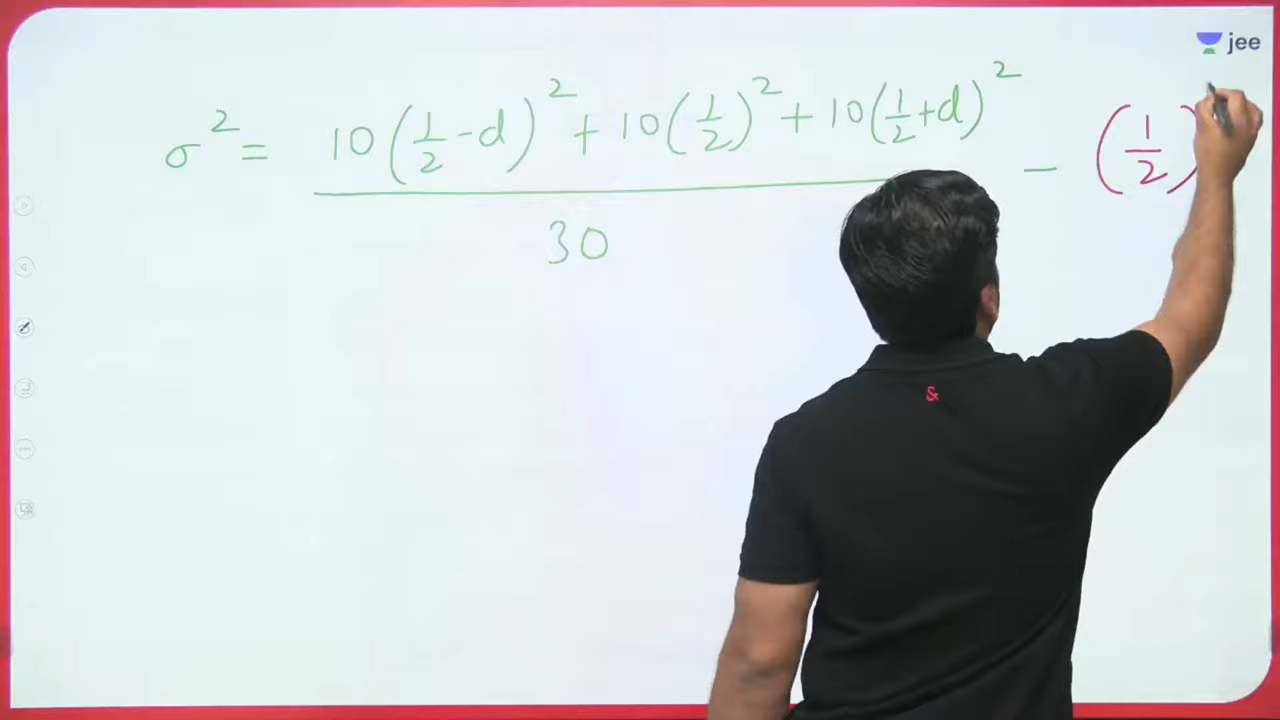 jee
σ² = (10(1/2 - d)² + 10(1/2)² + 10(1/2 + d)²) / 30 - (1/2)
&